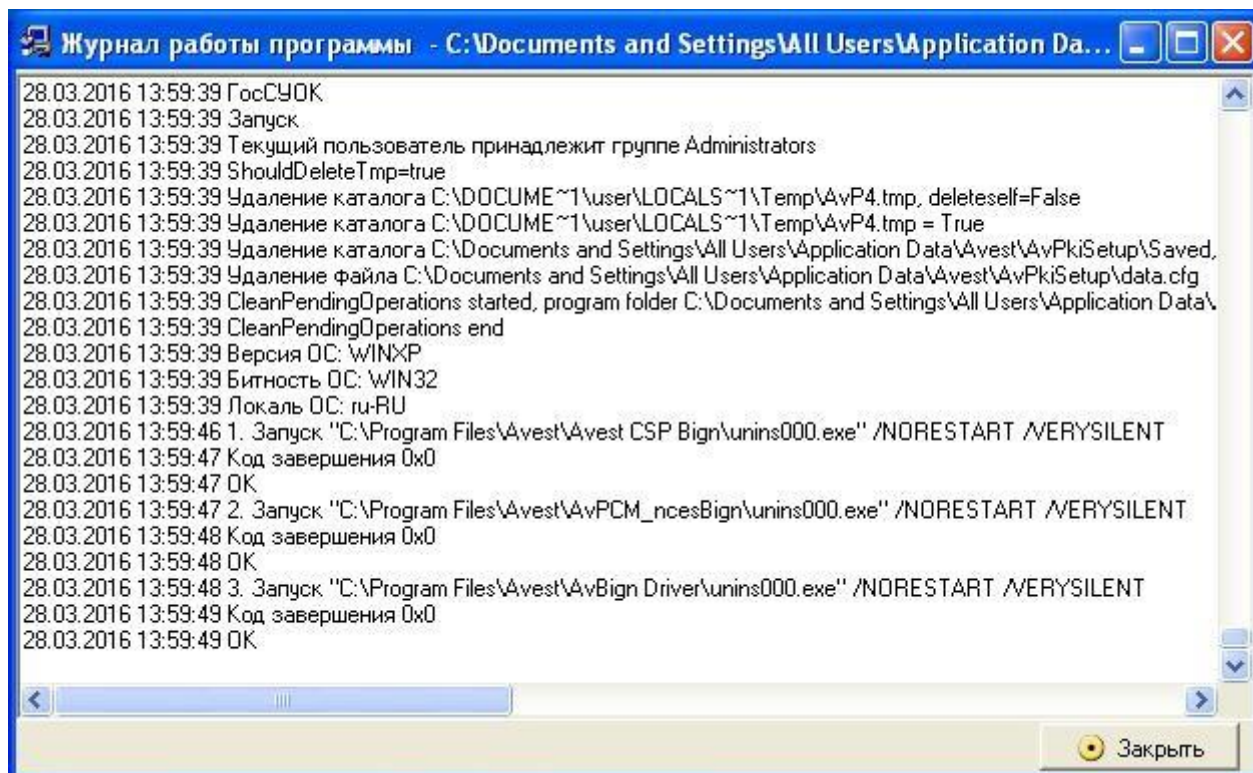 Журнал работы программы - C:\Documents and Settings\All Users\Application Da...
28.03.2016 13:59:39 ГосСУОК
28.03.2016 13:59:39 Запуск
28.03.2016 13:59:39 Текущий пользователь принадлежит группе Administrators
28.03.2016 13:59:39 ShouldDeleteTmp=true
28.03.2016 13:59:39 Удаление каталога C:\DOCUME~1\user\LOCALS~1\Temp\AvP4.tmp, deleteself=False
28.03.2016 13:59:39 Удаление каталога C:\DOCUME~1\user\LOCALS~1\Temp\AvP4.tmp = True
28.03.2016 13:59:39 Удаление каталога C:\Documents and Settings\All Users\Application Data\Avest\AvPkiSetup\Saved,
28.03.2016 13:59:39 Удаление файла C:\Documents and Settings\All Users\Application Data\Avest\AvPkiSetup\data.cfg
28.03.2016 13:59:39 CleanPendingOperations started, program folder C:\Documents and Settings\All Users\Application Data\
28.03.2016 13:59:39 CleanPendingOperations end
28.03.2016 13:59:39 Версия ОС: WINXP
28.03.2016 13:59:39 Битность ОС: WIN32
28.03.2016 13:59:39 Локаль ОС: ru-RU
28.03.2016 13:59:46 1. Запуск "C:\Program Files\Avest\Avest CSP Bign\unins000.exe" /NORESTART /VERYSILENT
28.03.2016 13:59:47 Код завершения 0x0
28.03.2016 13:59:47 OK
28.03.2016 13:59:47 2. Запуск "C:\Program Files\Avest\AvPCM_ncesBign\unins000.exe" /NORESTART /VERYSILENT
28.03.2016 13:59:48 Код завершения 0x0
28.03.2016 13:59:48 OK
28.03.2016 13:59:48 3. Запуск "C:\Program Files\Avest\AvBign Driver\unins000.exe" /NORESTART /VERYSILENT
28.03.2016 13:59:49 Код завершения 0x0
28.03.2016 13:59:49 OK
Закрыть